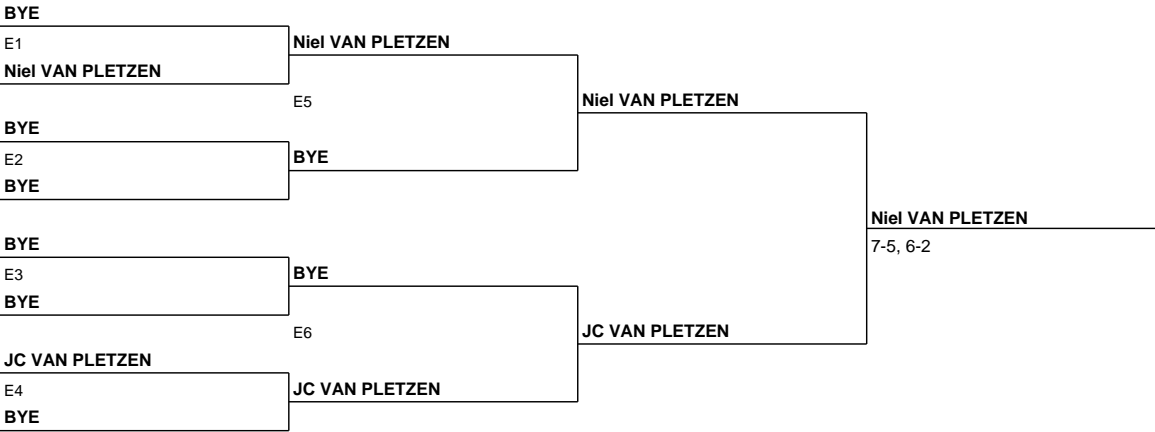 BYE
E1
Niel VAN PLETZEN
Niel VAN PLETZEN
E5
Niel VAN PLETZEN
BYE
E2
BYE
BYE
Niel VAN PLETZEN
7-5, 6-2
BYE
E3
BYE
BYE
E6
JC VAN PLETZEN
JC VAN PLETZEN
E4
JC VAN PLETZEN
BYE